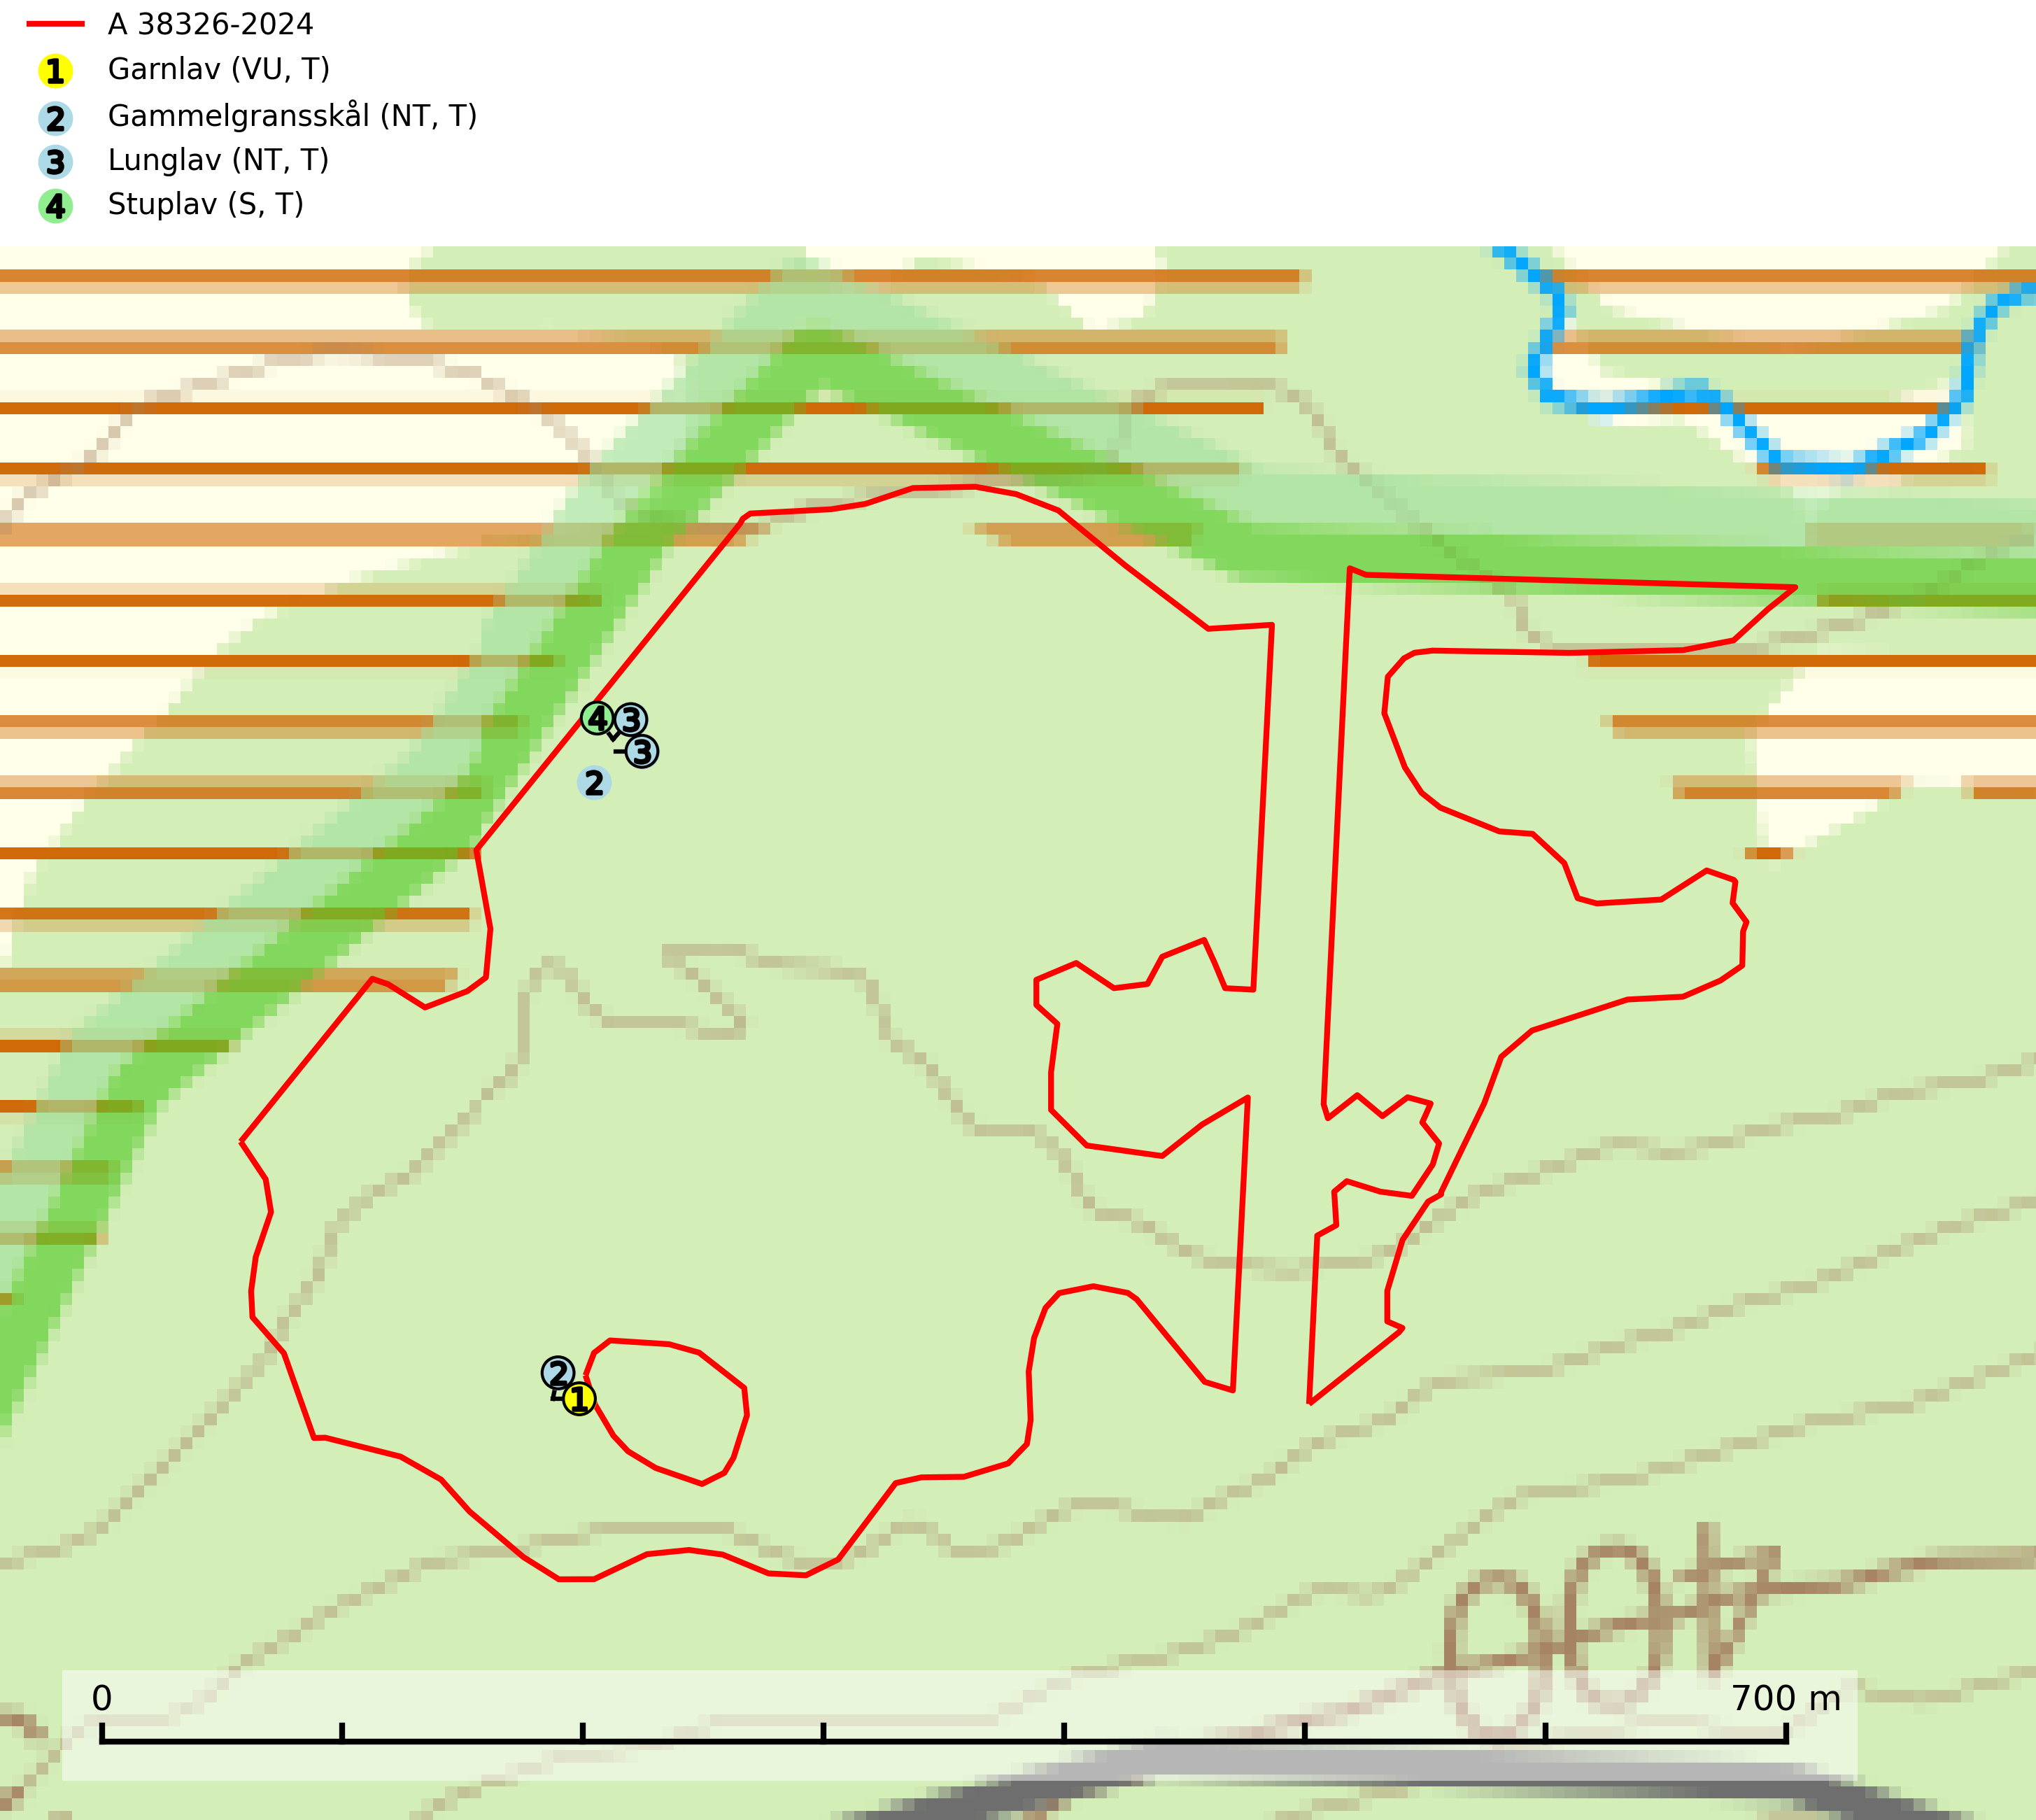 A 38326-2024
1 Garnlav (VU, T)
2 Gammelgransskål (NT, T)
3 Lunglav (NT, T)
4 Stuplav (S, T)
4 3
3
2
2
1
0 700 m